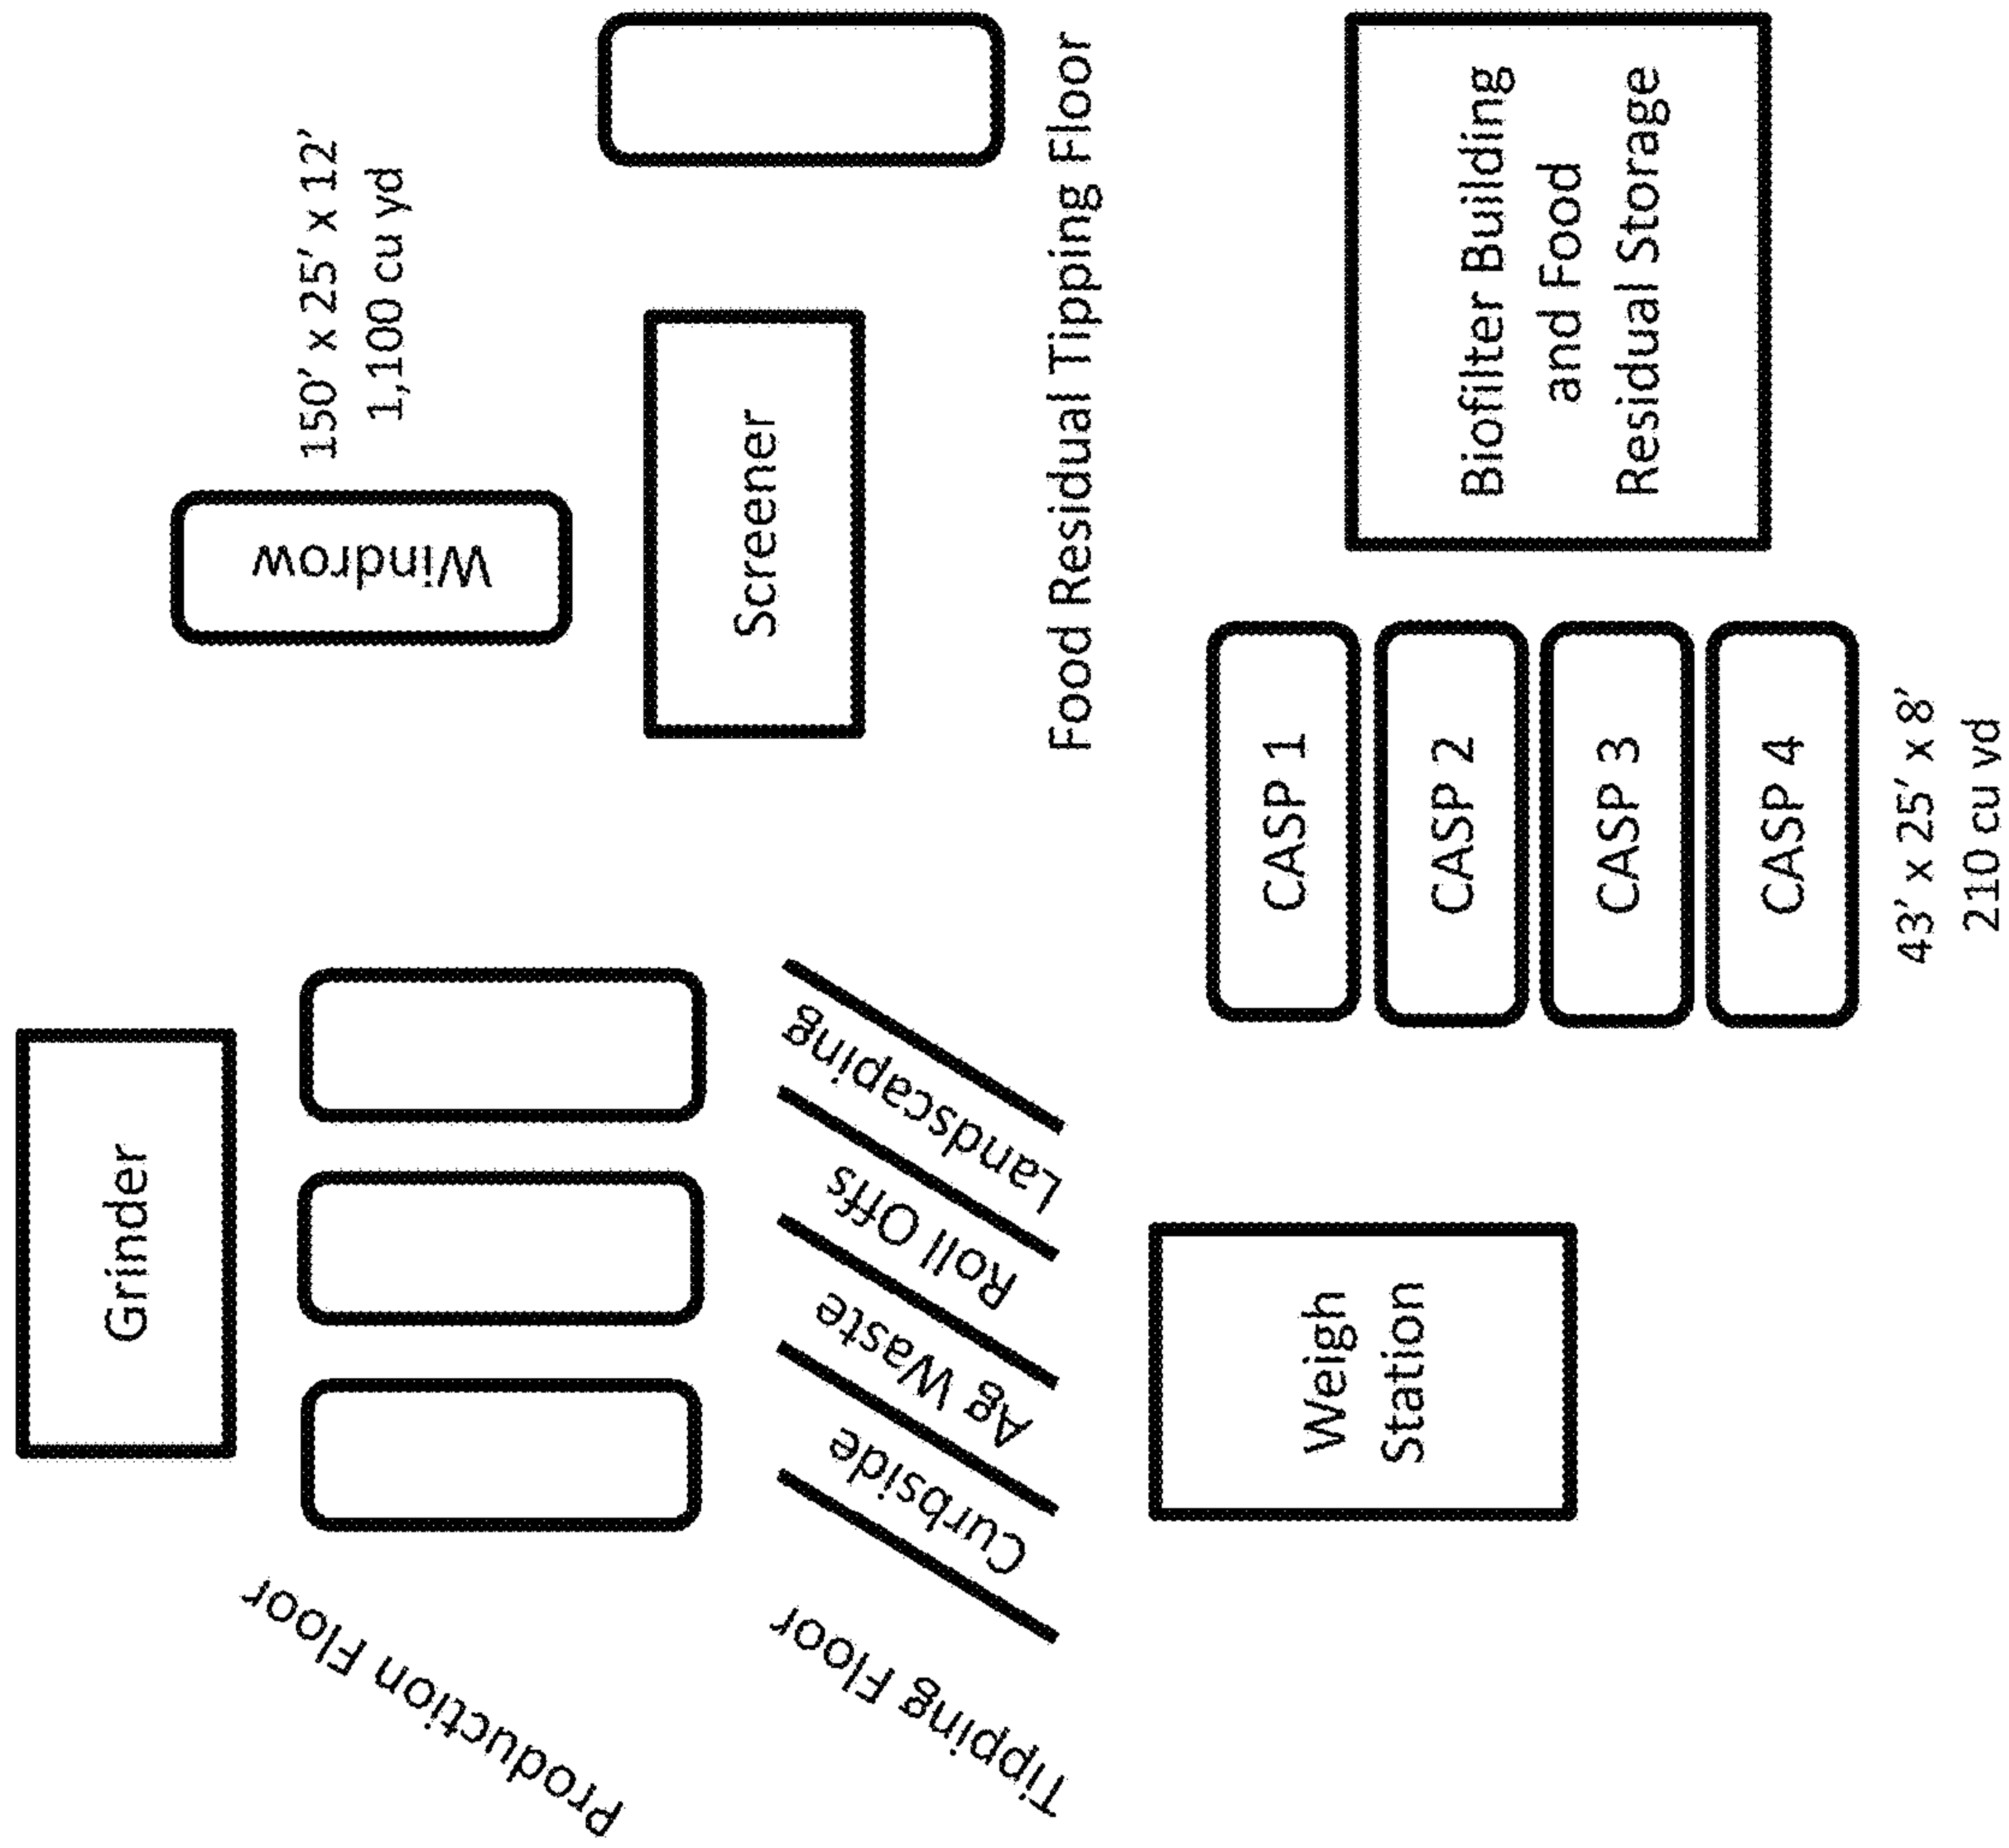 Grinder
Production Floor
150′ x 25′ x 12′
1,100 cu yd
Windrow
Screener
Tipping Floor
Curbside
Ag Waste
Roll Offs
Landscaping
Food Residual Tipping Floor
Weigh
Station
CASP 1
CASP 2
CASP 3
CASP 4
43′ x 25′ x 8′
210 cu yd
Biofilter Building
and Food
Residual Storage